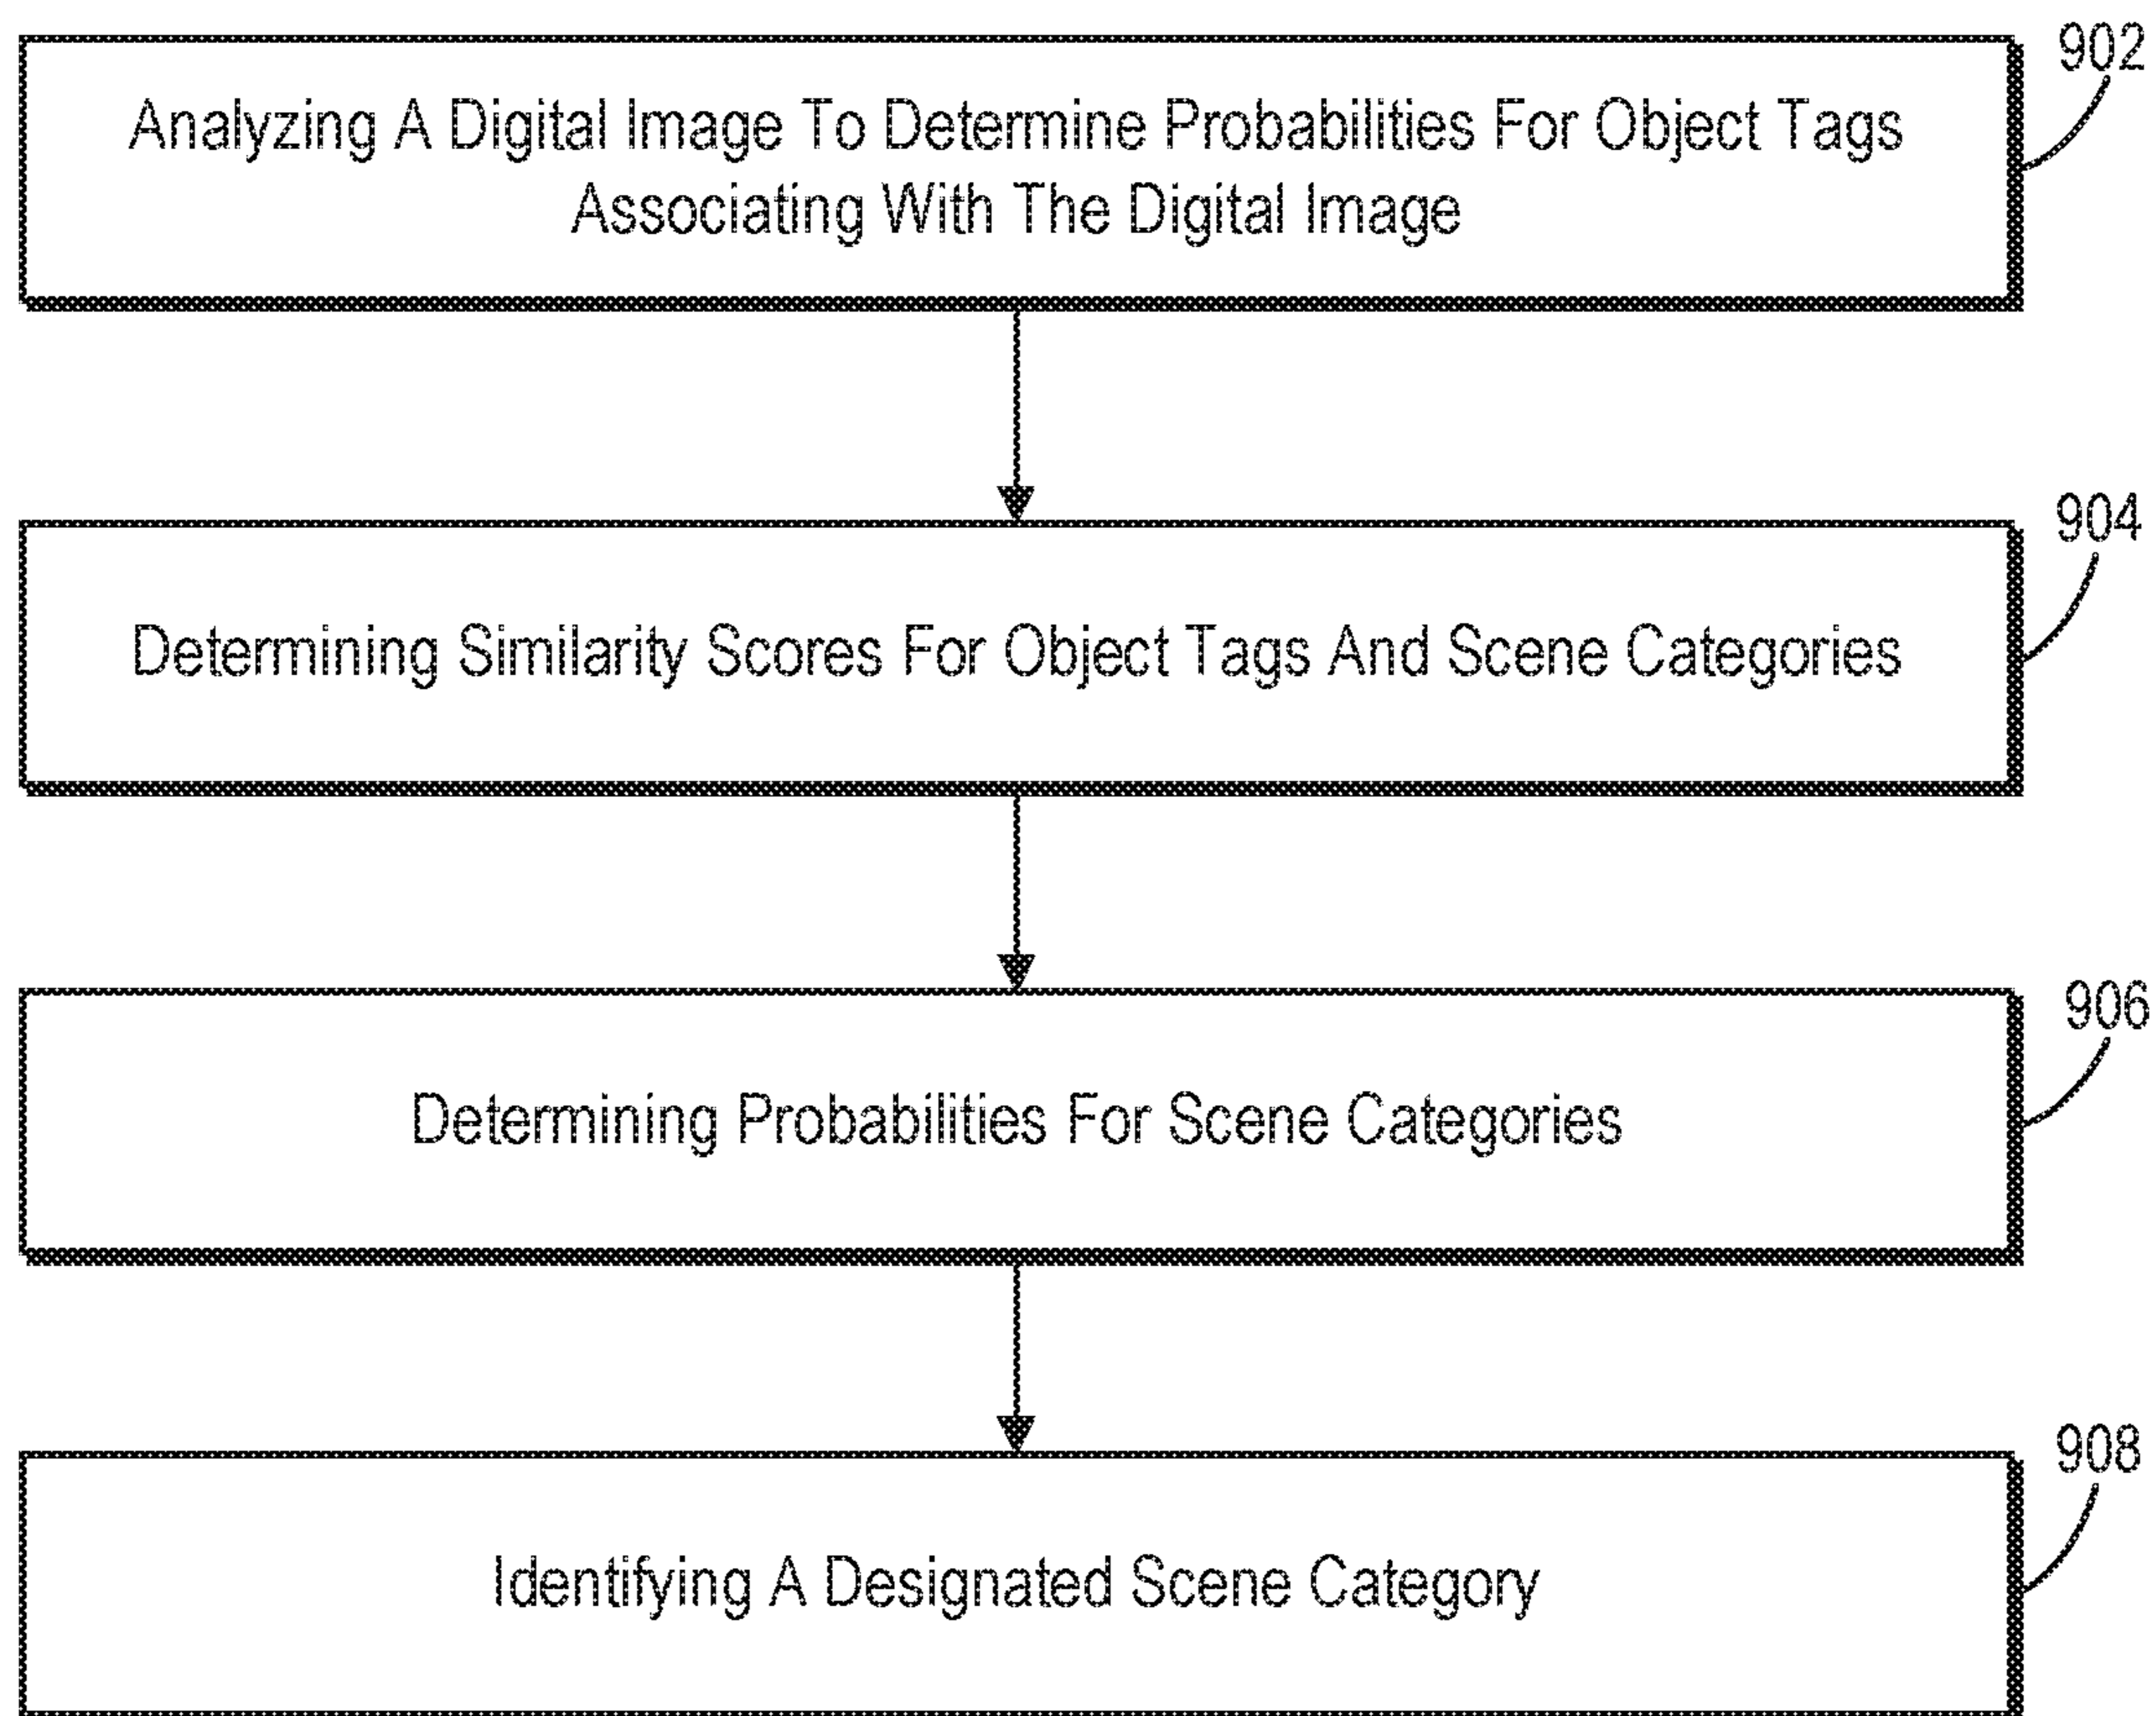 902
Analyzing A Digital Image To Determine Probabilities For Object Tags
Associating With The Digital Image
904
Determining Similarity Scores For Object Tags And Scene Categories
906
Determining Probabilities For Scene Categories
908
Identifying A Designated Scene Category